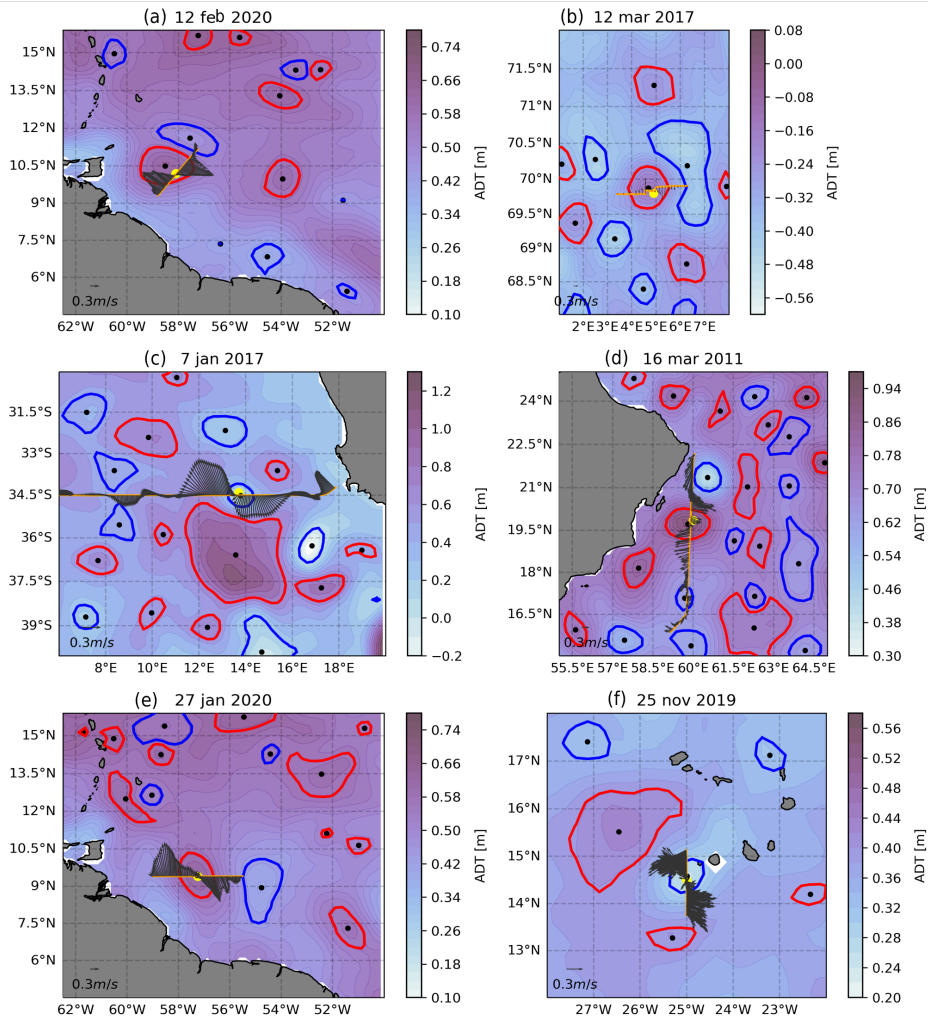 (a) 12 feb 2020
15°N
13.5°N
12°N
10.5°N
9°N
7.5°N
6°N
0.3m/s
62°W 60°W 58°W 56°W 54°W 52°W
0.74
0.66
0.58
0.50
0.42
0.34
0.26
0.18
0.10
ADT [m]
(b) 12 mar 2017
71.5°N
71°N
70.5°N
70°N
69.5°N
69°N
68.5°N
0.3m/s
2°E 3°E 4°E 5°E 6°E 7°E
0.08
0.00
−0.08
−0.16
−0.24
−0.32
−0.40
−0.48
−0.56
ADT [m]
(c) 7 jan 2017
31.5°S
33°S
34.5°S
36°S
37.5°S
39°S
0.3m/s
8°E 10°E 12°E 14°E 16°E 18°E
1.2
1.0
0.8
0.6
0.4
0.2
0.0
−0.2
ADT [m]
(d) 16 mar 2011
24°N
22.5°N
21°N
19.5°N
18°N
16.5°N
0.3m/s
55.5°E 57°E 58.5°E 60°E 61.5°E 63°E 64.5°E
0.94
0.86
0.78
0.70
0.62
0.54
0.46
0.38
0.30
ADT [m]
(e) 27 jan 2020
15°N
13.5°N
12°N
10.5°N
9°N
7.5°N
6°N
0.3m/s
62°W 60°W 58°W 56°W 54°W 52°W
0.74
0.66
0.58
0.50
0.42
0.34
0.26
0.18
0.10
ADT [m]
(f) 25 nov 2019
17°N
16°N
15°N
14°N
13°N
0.3m/s
27°W 26°W 25°W 24°W 23°W
0.56
0.52
0.48
0.44
0.40
0.36
0.32
0.28
0.24
0.20
ADT [m]